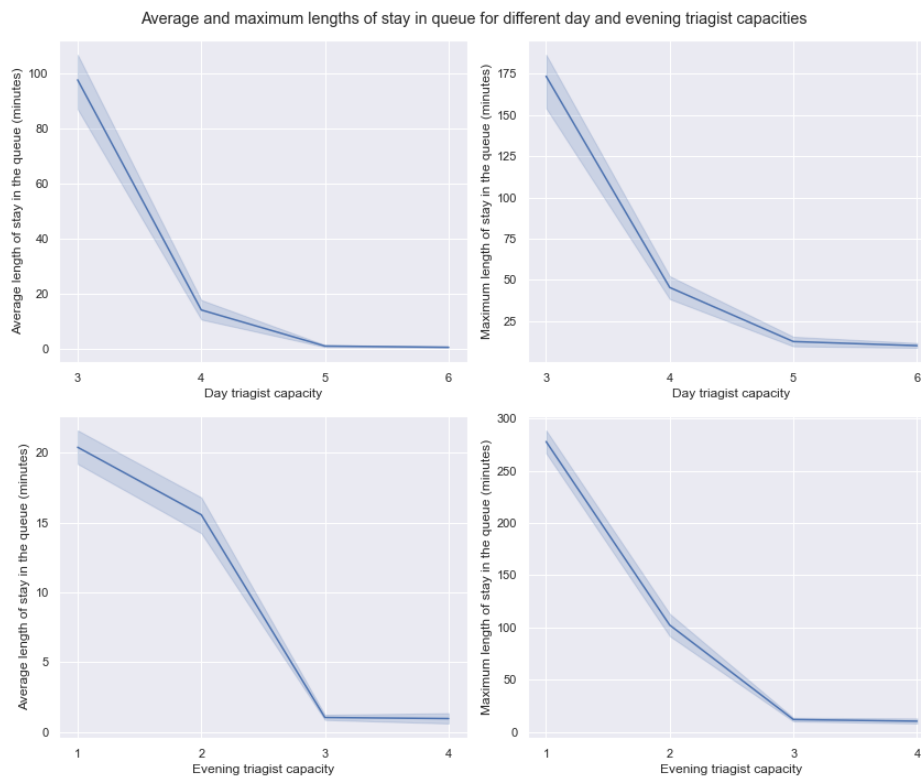 Average and maximum lengths of stay in queue for different day and evening triagist capacities
Average length of stay in the queue (minutes)
100
80
60
40
20
0
3 4 5 6
Day triagist capacity
Maximum length of stay in the queue (minutes)
175
150
125
100
75
50
25
3 4 5 6
Day triagist capacity
Average length of stay in the queue (minutes)
20
15
10
5
0
1 2 3 4
Evening triagist capacity
Maximum length of stay in the queue (minutes)
300
250
200
150
100
50
0
1 2 3 4
Evening triagist capacity